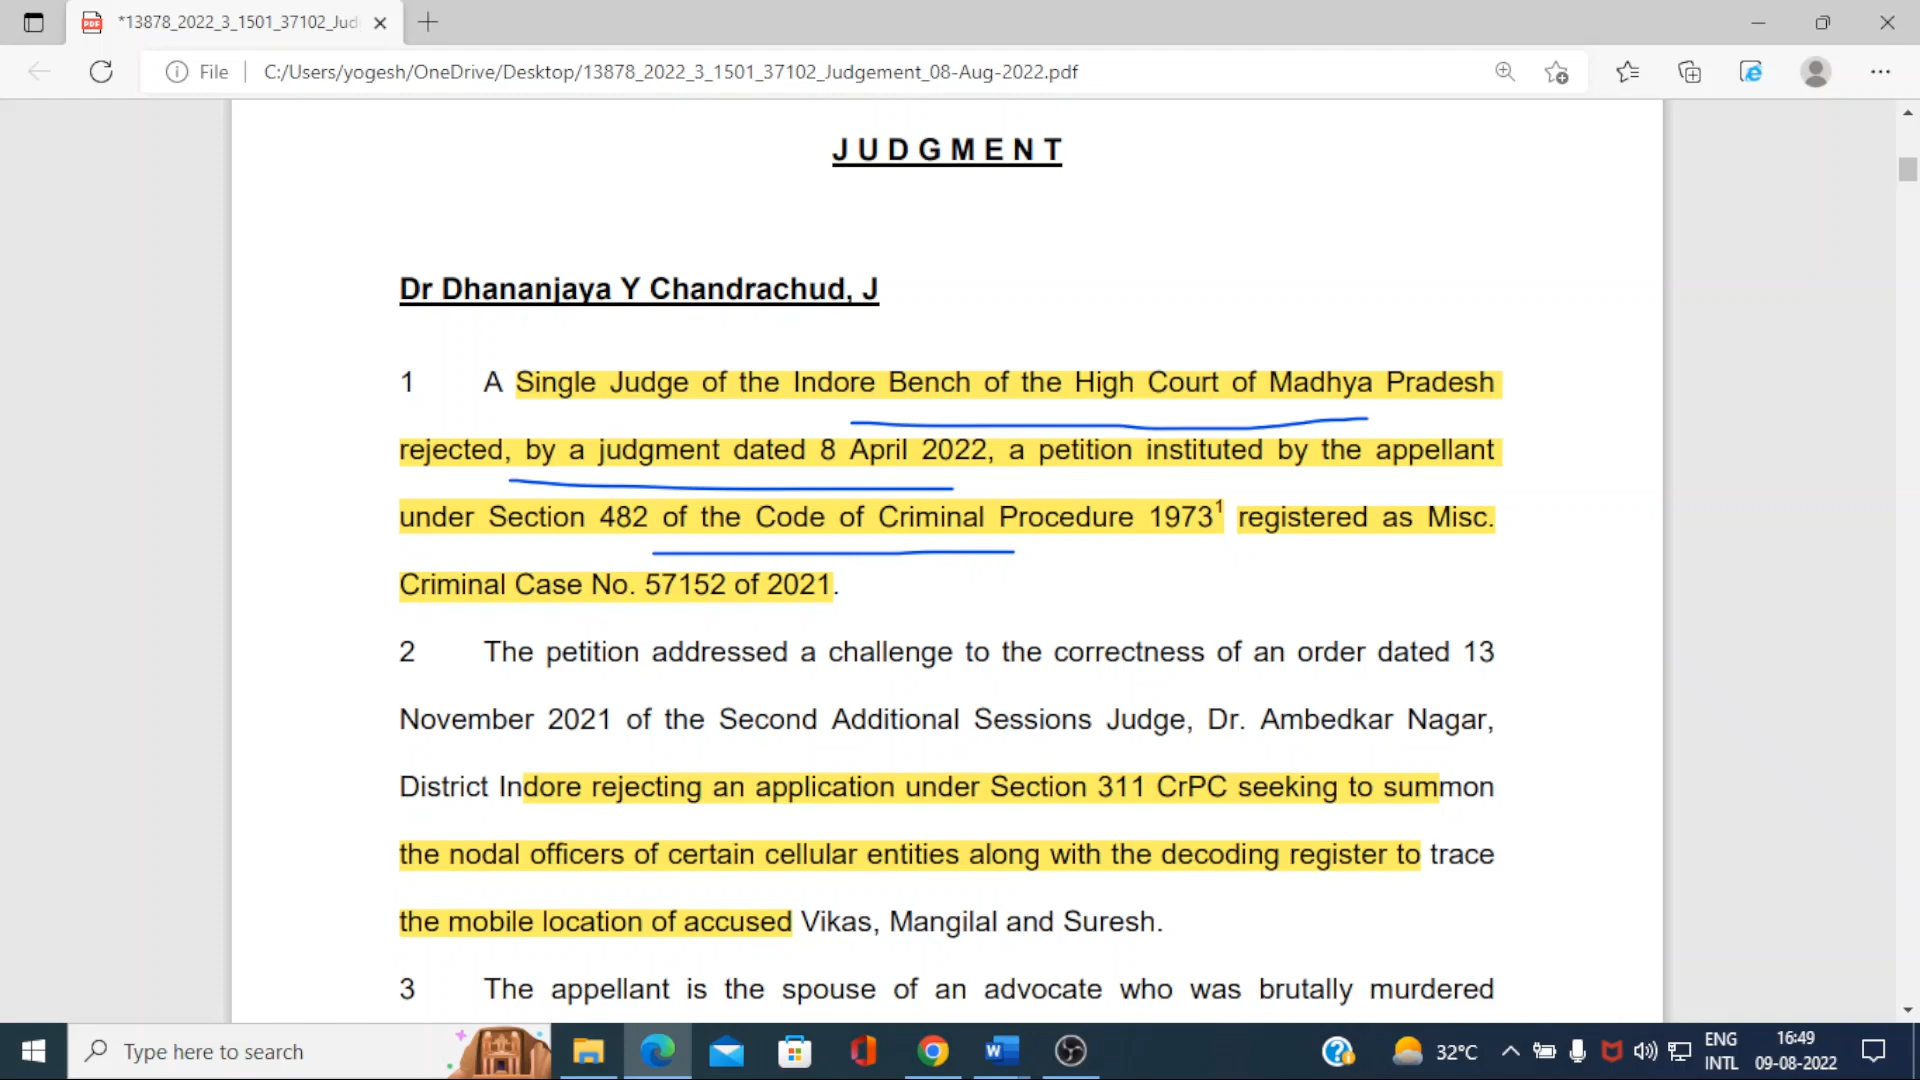 *13878_2022_3_1501_37102_Jud
File
C:/Users/yogesh/OneDrive/Desktop/13878_2022_3_1501_37102_Judgement_08-Aug-2022.pdf
JUDGMENT
Dr Dhananjaya Y Chandrachud, J
1 A Single Judge of the Indore Bench of the High Court of Madhya Pradesh
rejected, by a judgment dated 8 April 2022, a petition instituted by the appellant
under Section 482 of the Code of Criminal Procedure 1973¹ registered as Misc.
Criminal Case No. 57152 of 2021.
2 The petition addressed a challenge to the correctness of an order dated 13
November 2021 of the Second Additional Sessions Judge, Dr. Ambedkar Nagar,
District Indore rejecting an application under Section 311 CrPC seeking to summon
the nodal officers of certain cellular entities along with the decoding register to trace
the mobile location of accused Vikas, Mangilal and Suresh.
3 The appellant is the spouse of an advocate who was brutally murdered
Type here to search
32°C
ENG
INTL
16:49
09-08-2022